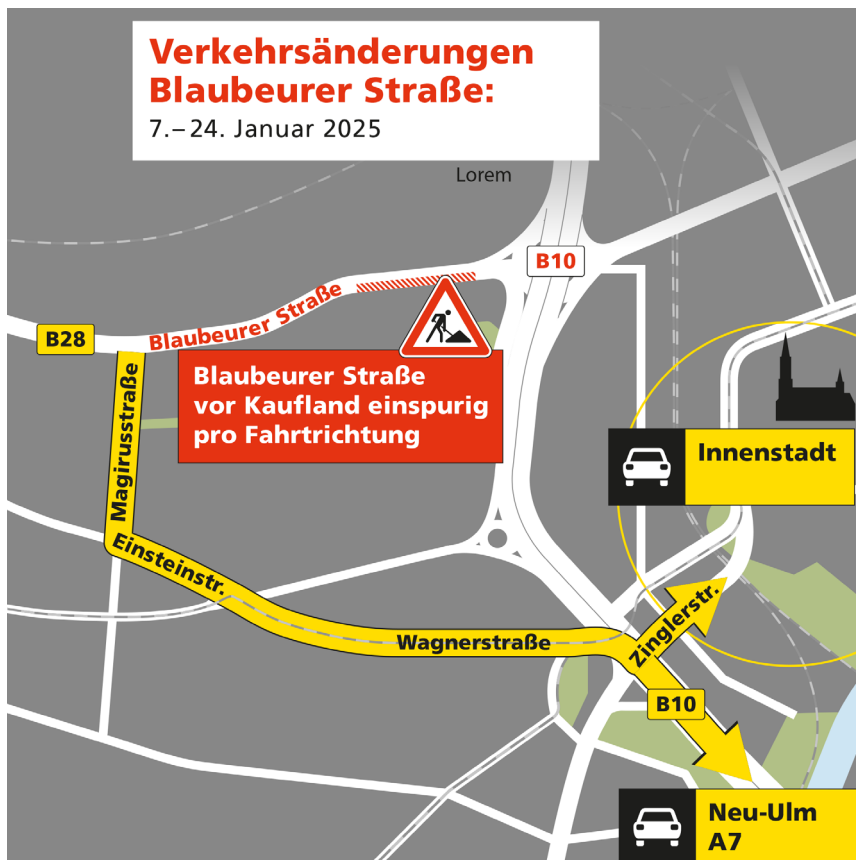 Verkehrsänderungen
Blaubeurer Straße:
7.–24. Januar 2025
Lorem
B10
B28
Blaubeurer Straße
Blaubeurer Straße
vor Kaufland einspurig
pro Fahrtrichtung
Magirusstraße
Innenstadt
Einsteinstr.
Wagnerstraße
Zinglerstr.
B10
Neu-Ulm
A7